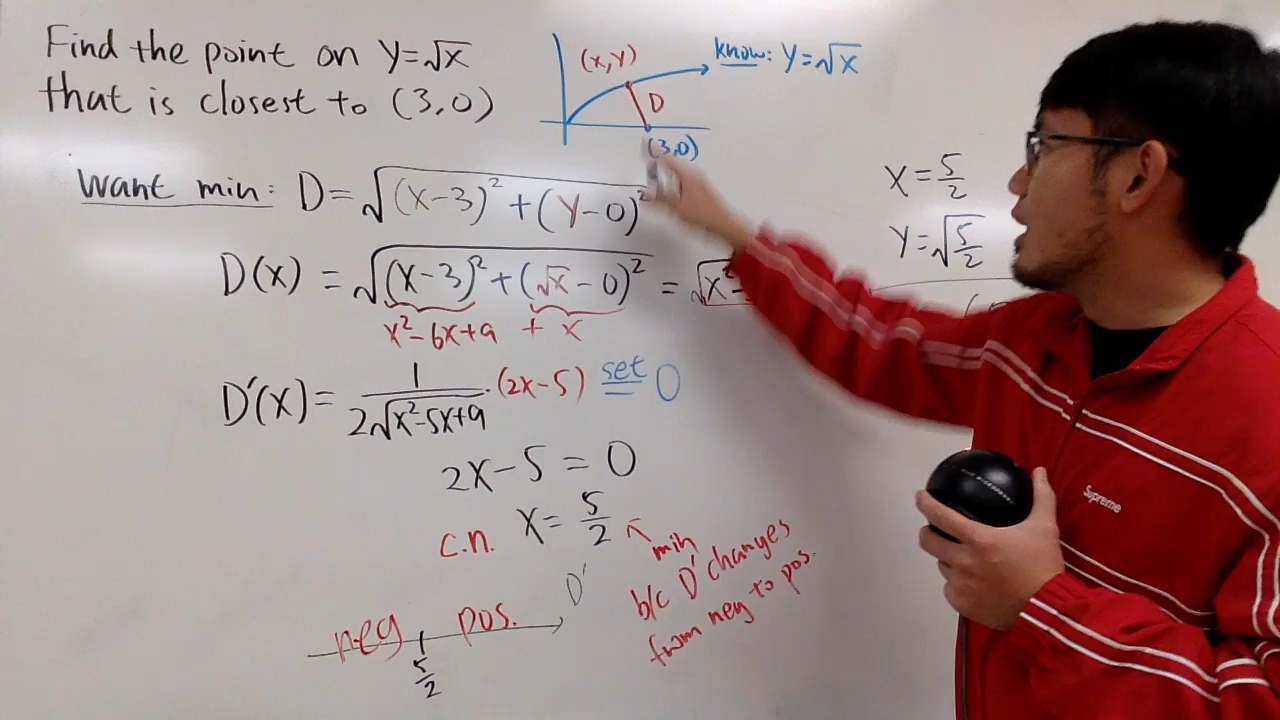 Find the point on y=√x
that is closest to (3,0)
(x,y)
D
(3,0)
know: y=√x
Want min: D=√((x-3)²+(y-0)²)
D(x) = √((x-3)²+(√x-0)²) = √x²
x²-6x+9 + x
D'(x)= 1/(2√(x²-5x+9)) · (2x-5) set 0
2x-5=0
c.n. x=5/2 ↖ min
b/c D' changes
from neg to pos.
neg pos. D'
5/2
x=5/2
y=√(5/2)
Supreme